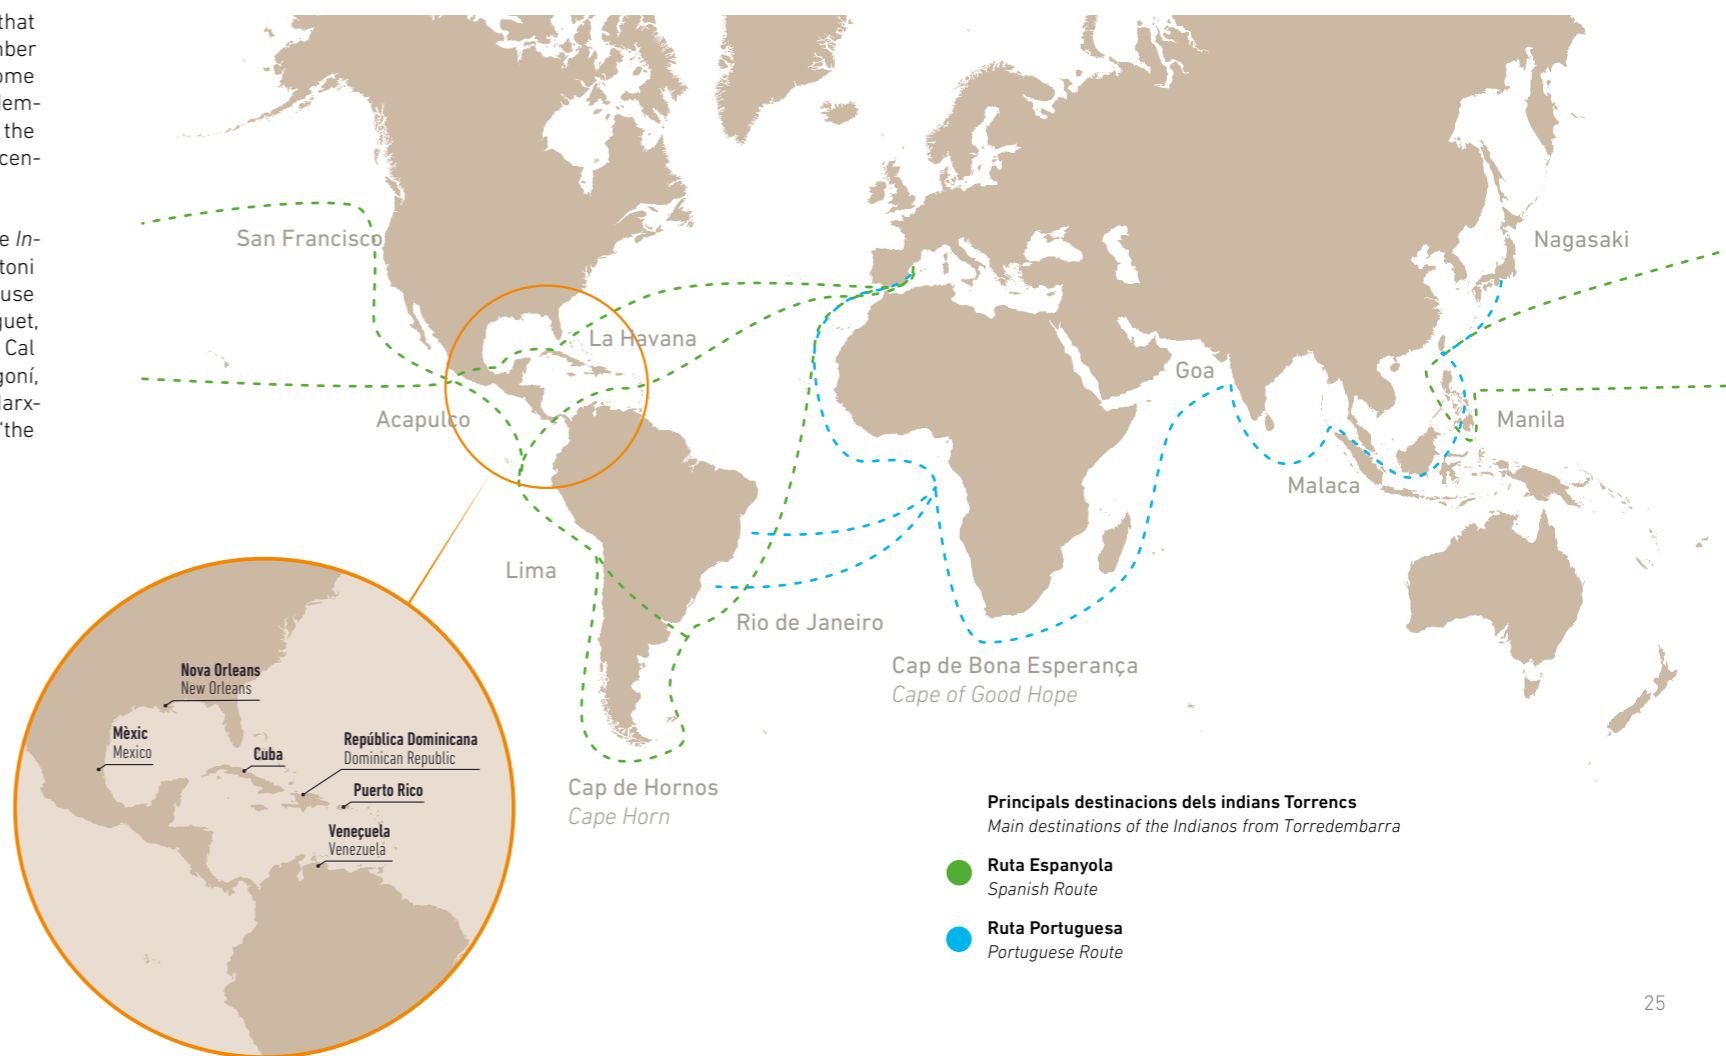 that
nber
ome
dem-
the
cen-
e In-
toni
use
guet,
Cal
goní,
Marx-
"the
San Francisco
Nagasaki
La Havana
Goa
Acapulco
Manila
Malaca
Lima
Rio de Janeiro
Cap de Bona Esperança
Cape of Good Hope
Cap de Hornos
Cape Horn
Nova Orleans
New Orleans
Mèxic
Mexico
Cuba
República Dominicana
Dominican Republic
Puerto Rico
Veneçuela
Venezuela
Principals destinacions dels indians Torrencs
Main destinations of the Indianos from Torredembarra
Ruta Espanyola
Spanish Route
Ruta Portuguesa
Portuguese Route
25